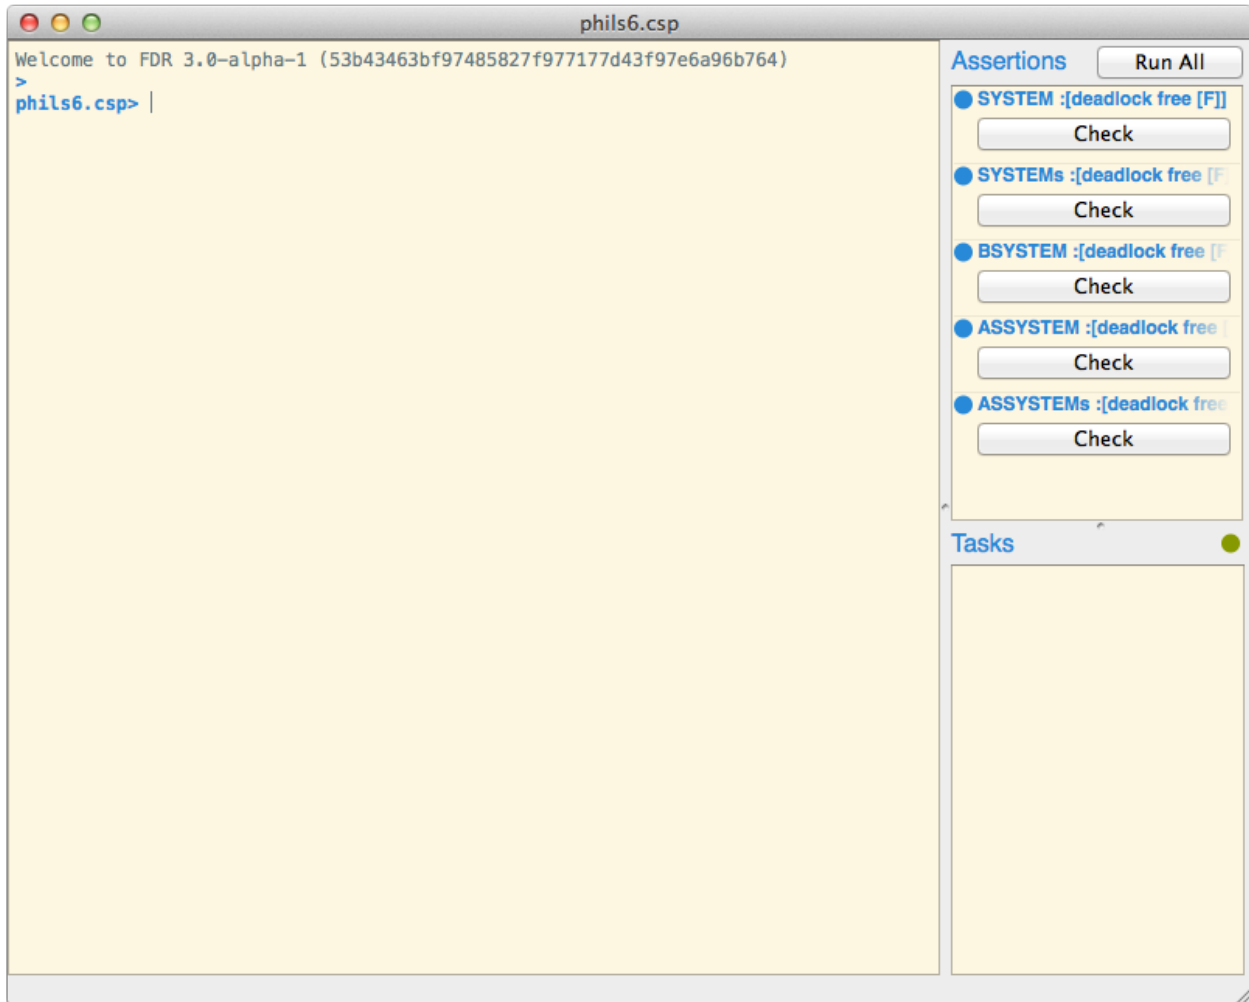 phils6.csp
Welcome to FDR 3.0-alpha-1 (53b43463bf97485827f977177d43f97e6a96b764)
>
phils6.csp>
Assertions
Run All
SYSTEM :[deadlock free [F]]
Check
SYSTEMs :[deadlock free [F
Check
BSYSTEM :[deadlock free [F
Check
ASSYSTEM :[deadlock free [
Check
ASSYSTEMs :[deadlock free
Check
Tasks